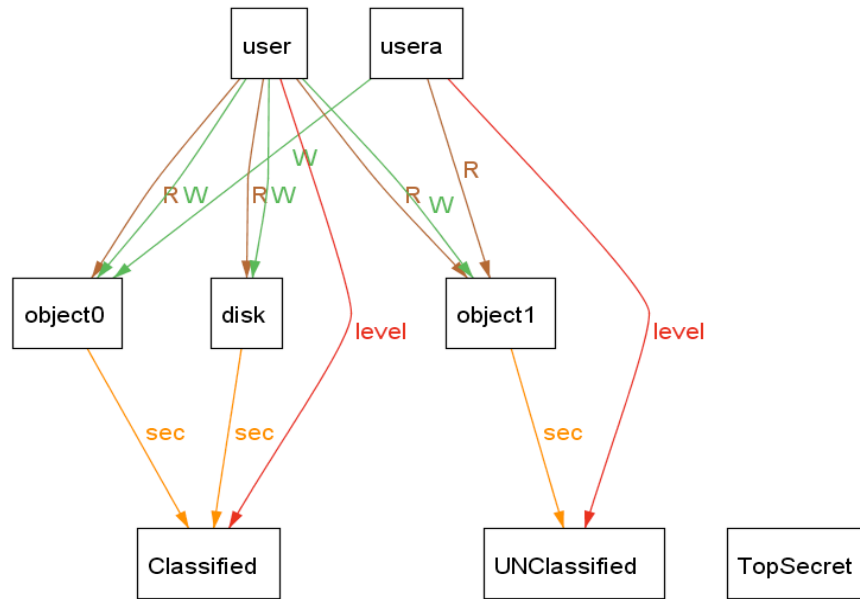 user
usera
W
R
R
W
R
W
R
W
object0
disk
object1
level
level
sec
sec
sec
Classified
UNClassified
TopSecret